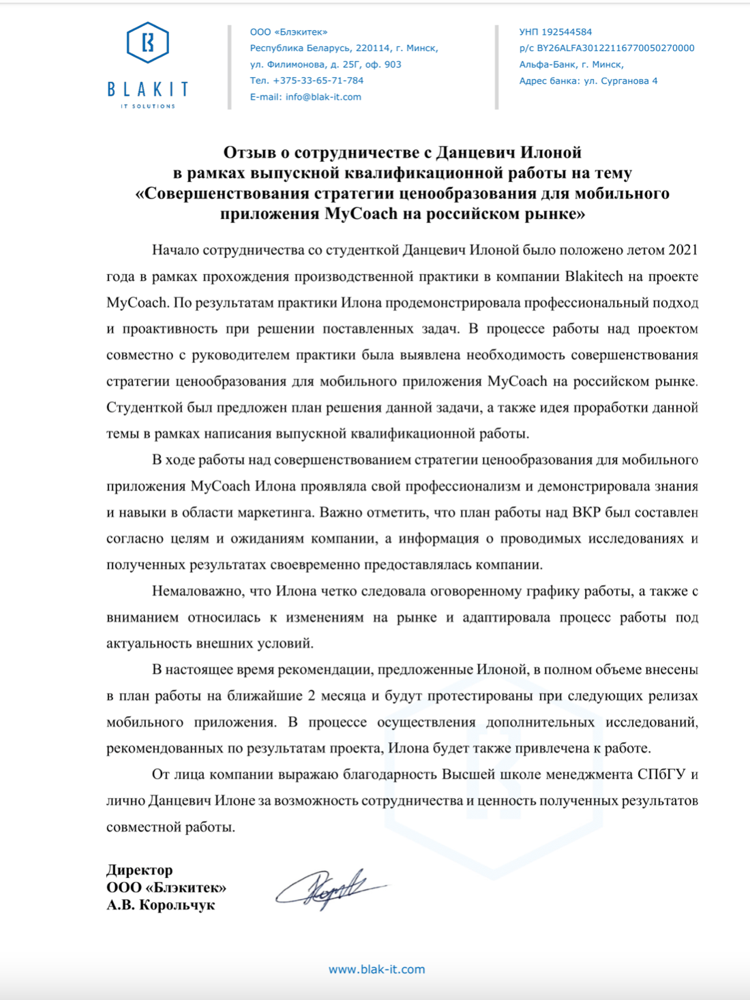 BLAKIT
IT SOLUTIONS
ООО «Блэкитек»
Республика Беларусь, 220114, г. Минск,
ул. Филимонова, д. 25Г, оф. 903
Тел. +375-33-65-71-784
E-mail: info@blak-it.com
УНП 192544584
р/с BY26ALFA30122116770050270000
Альфа-Банк, г. Минск,
Адрес банка: ул. Сурганова 4
Отзыв о сотрудничестве с Данцевич Илоной
в рамках выпускной квалификационной работы на тему
«Совершенствования стратегии ценообразования для мобильного
приложения MyCoach на российском рынке»
Начало сотрудничества со студенткой Данцевич Илоной было положено летом 2021
года в рамках прохождения производственной практики в компании Blakitech на проекте
MyCoach. По результатам практики Илона продемонстрировала профессиональный подход
и проактивность при решении поставленных задач. В процессе работы над проектом
совместно с руководителем практики была выявлена необходимость совершенствования
стратегии ценообразования для мобильного приложения MyCoach на российском рынке.
Студенткой был предложен план решения данной задачи, а также идея проработки данной
темы в рамках написания выпускной квалификационной работы.
В ходе работы над совершенствованием стратегии ценообразования для мобильного
приложения MyCoach Илона проявляла свой профессионализм и демонстрировала знания
и навыки в области маркетинга. Важно отметить, что план работы над ВКР был составлен
согласно целям и ожиданиям компании, а информация о проводимых исследованиях и
полученных результатах своевременно предоставлялась компании.
Немаловажно, что Илона четко следовала оговоренному графику работы, а также с
вниманием относилась к изменениям на рынке и адаптировала процесс работы под
актуальность внешних условий.
В настоящее время рекомендации, предложенные Илоной, в полном объеме внесены
в план работы на ближайшие 2 месяца и будут протестированы при следующих релизах
мобильного приложения. В процессе осуществления дополнительных исследований,
рекомендованных по результатам проекта, Илона будет также привлечена к работе.
От лица компании выражаю благодарность Высшей школе менеджмента СПбГУ и
лично Данцевич Илоне за возможность сотрудничества и ценность полученных результатов
совместной работы.
Директор
ООО «Блэкитек»
А.В. Корольчук
www.blak-it.com